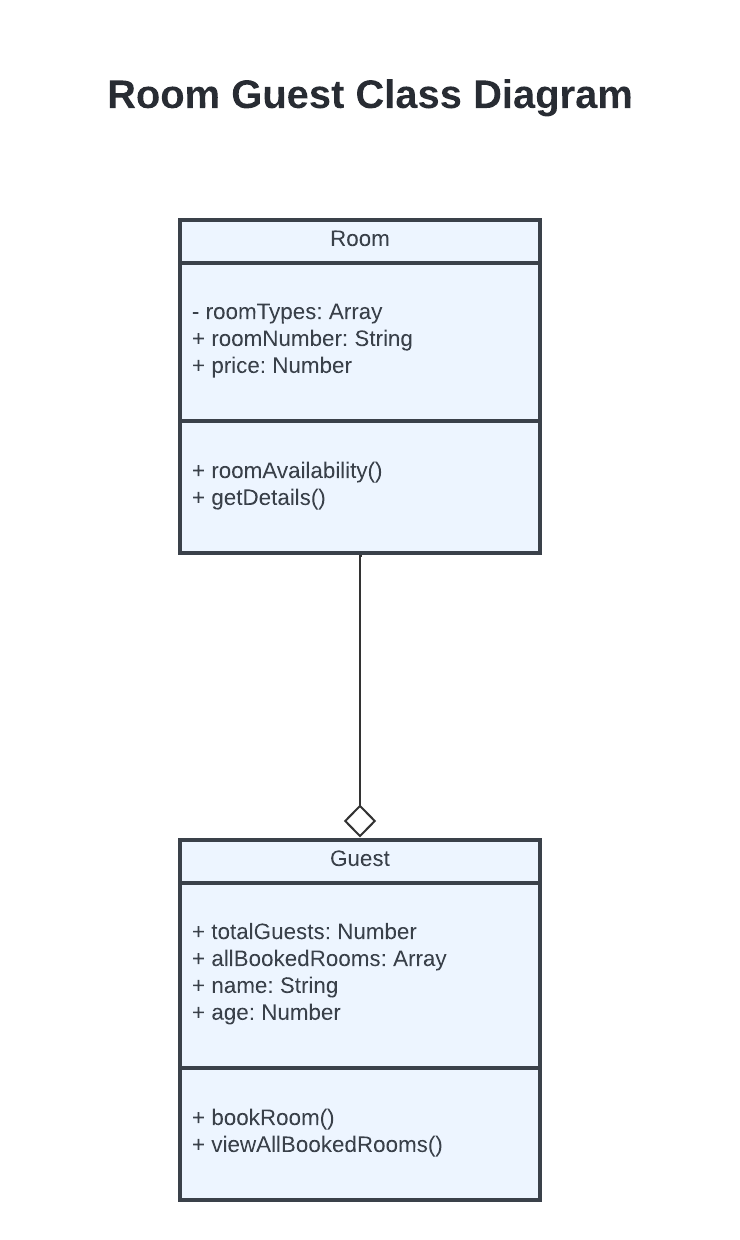 Room Guest Class Diagram
Room
- roomTypes: Array
+ roomNumber: String
+ price: Number
+ roomAvailability()
+ getDetails()
Guest
+ totalGuests: Number
+ allBookedRooms: Array
+ name: String
+ age: Number
+ bookRoom()
+ viewAllBookedRooms()